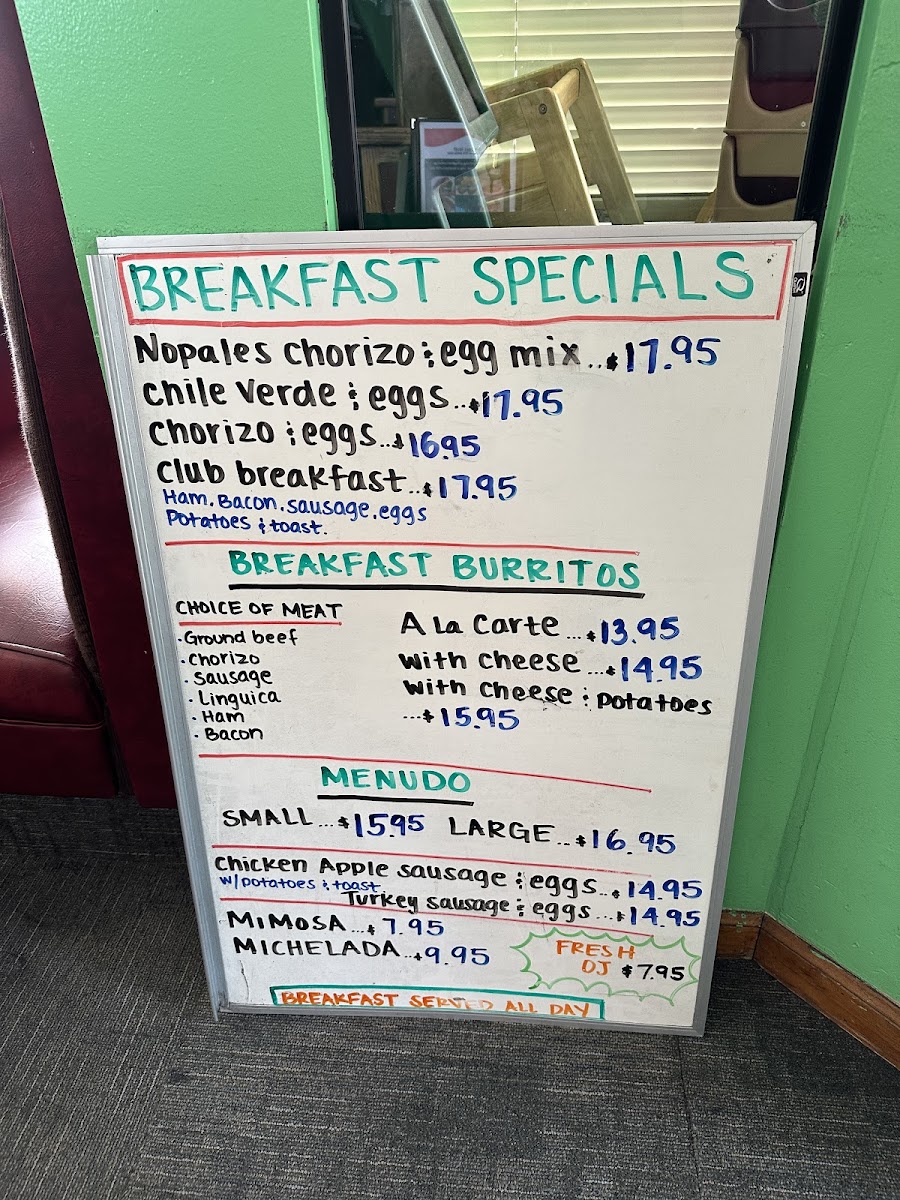 BREAKFAST SPECIALS
Nopales Chorizo & egg mix...$17.95
Chile Verde & eggs...$17.95
Chorizo & eggs...$16.95
Club breakfast...$17.95
Ham. Bacon. sausage. eggs
Potatoes & toast.
BREAKFAST BURRITOS
CHOICE OF MEAT
· Ground beef
· Chorizo
· Sausage
· Linguica
· Ham
· Bacon
A La Carte...$13.95
with cheese...$14.95
with cheese & potatoes
...$15.95
MENUDO
SMALL...$15.95 LARGE...$16.95
Chicken Apple sausage & eggs...$14.95
w/potatoes & toast
Turkey sausage & eggs...$14.95
MIMOSA...$7.95
MICHELADA...$9.95
FRESH
OJ $7.95
BREAKFAST SERVED ALL DAY